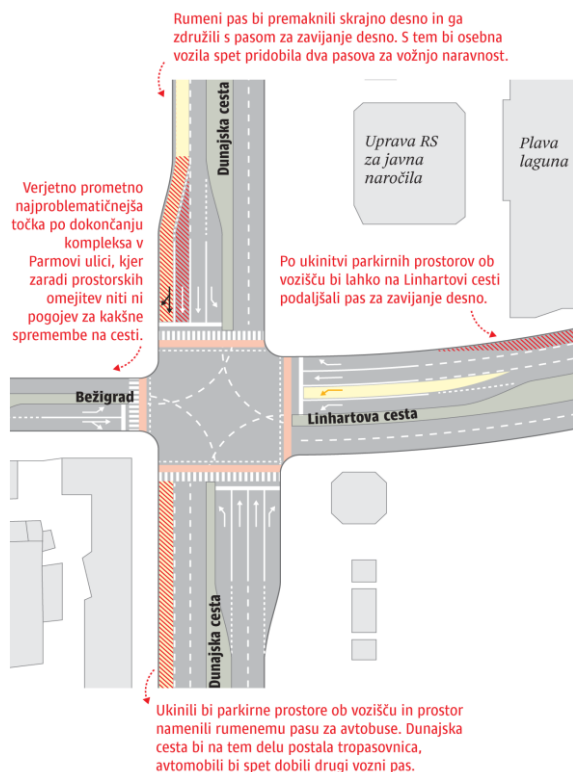 Rumeni pas bi premaknili skrajno desno in ga
združili s pasom za zavijanje desno. S tem bi osebna
vozila spet pridobila dva pasova za vožnjo naravnost.
Dunajska cesta
Uprava RS
za javna
naročila
Plava
laguna
Verjetno prometno
najproblematičnejša
točka po dokončanju
kompleksa v
Parmovi ulici, kjer
zaradi prostorskih
omejitev niti ni
pogojev za kakšne
spremembe na cesti.
Po ukinitvi parkirnih prostorov ob
vozišču bi lahko na Linhartovi cesti
podaljšali pas za zavijanje desno.
Bežigrad
Linhartova cesta
Dunajska cesta
Ukinili bi parkirne prostore ob vozišču in prostor
namenili rumenemu pasu za avtobuse. Dunajska
cesta bi na tem delu postala tropasovnica,
avtomobili bi spet dobili drugi vozni pas.